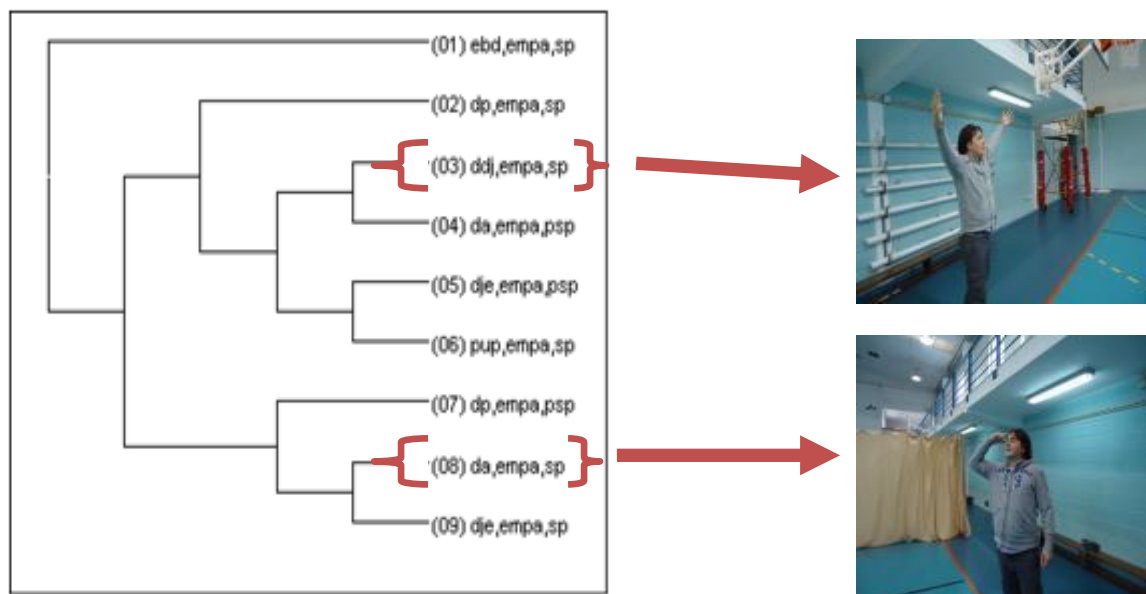 (01) ebd,empa,sp
(02) dp,empa,sp
(03) ddj,empa,sp
(04) da,empa,psp
(05) dje,empa,psp
(06) pup,empa,sp
(07) dp,empa,psp
(08) da,empa,sp
(09) dje,empa,sp